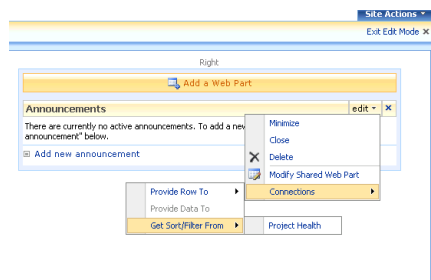 Site Actions
Exit Edit Mode
Right
Add a Web Part
Announcements
edit
There are currently no active announcements. To add a new
announcement" below.
Add new announcement
Minimize
Close
Delete
Modify Shared Web Part
Connections
Provide Row To
Provide Data To
Get Sort/Filter From
Project Health